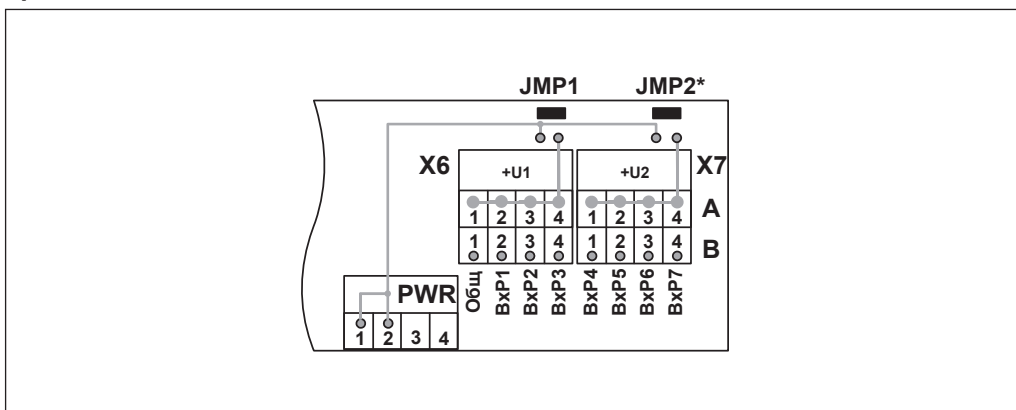 JMP1 JMP2*
X6 +U1 +U2 X7
1 2 3 4 1 2 3 4 A
1 2 3 4 1 2 3 4 B
Общ ВхР1 ВхР2 ВхР3 ВхР4 ВхР5 ВхР6 ВхР7
PWR
1 2 3 4